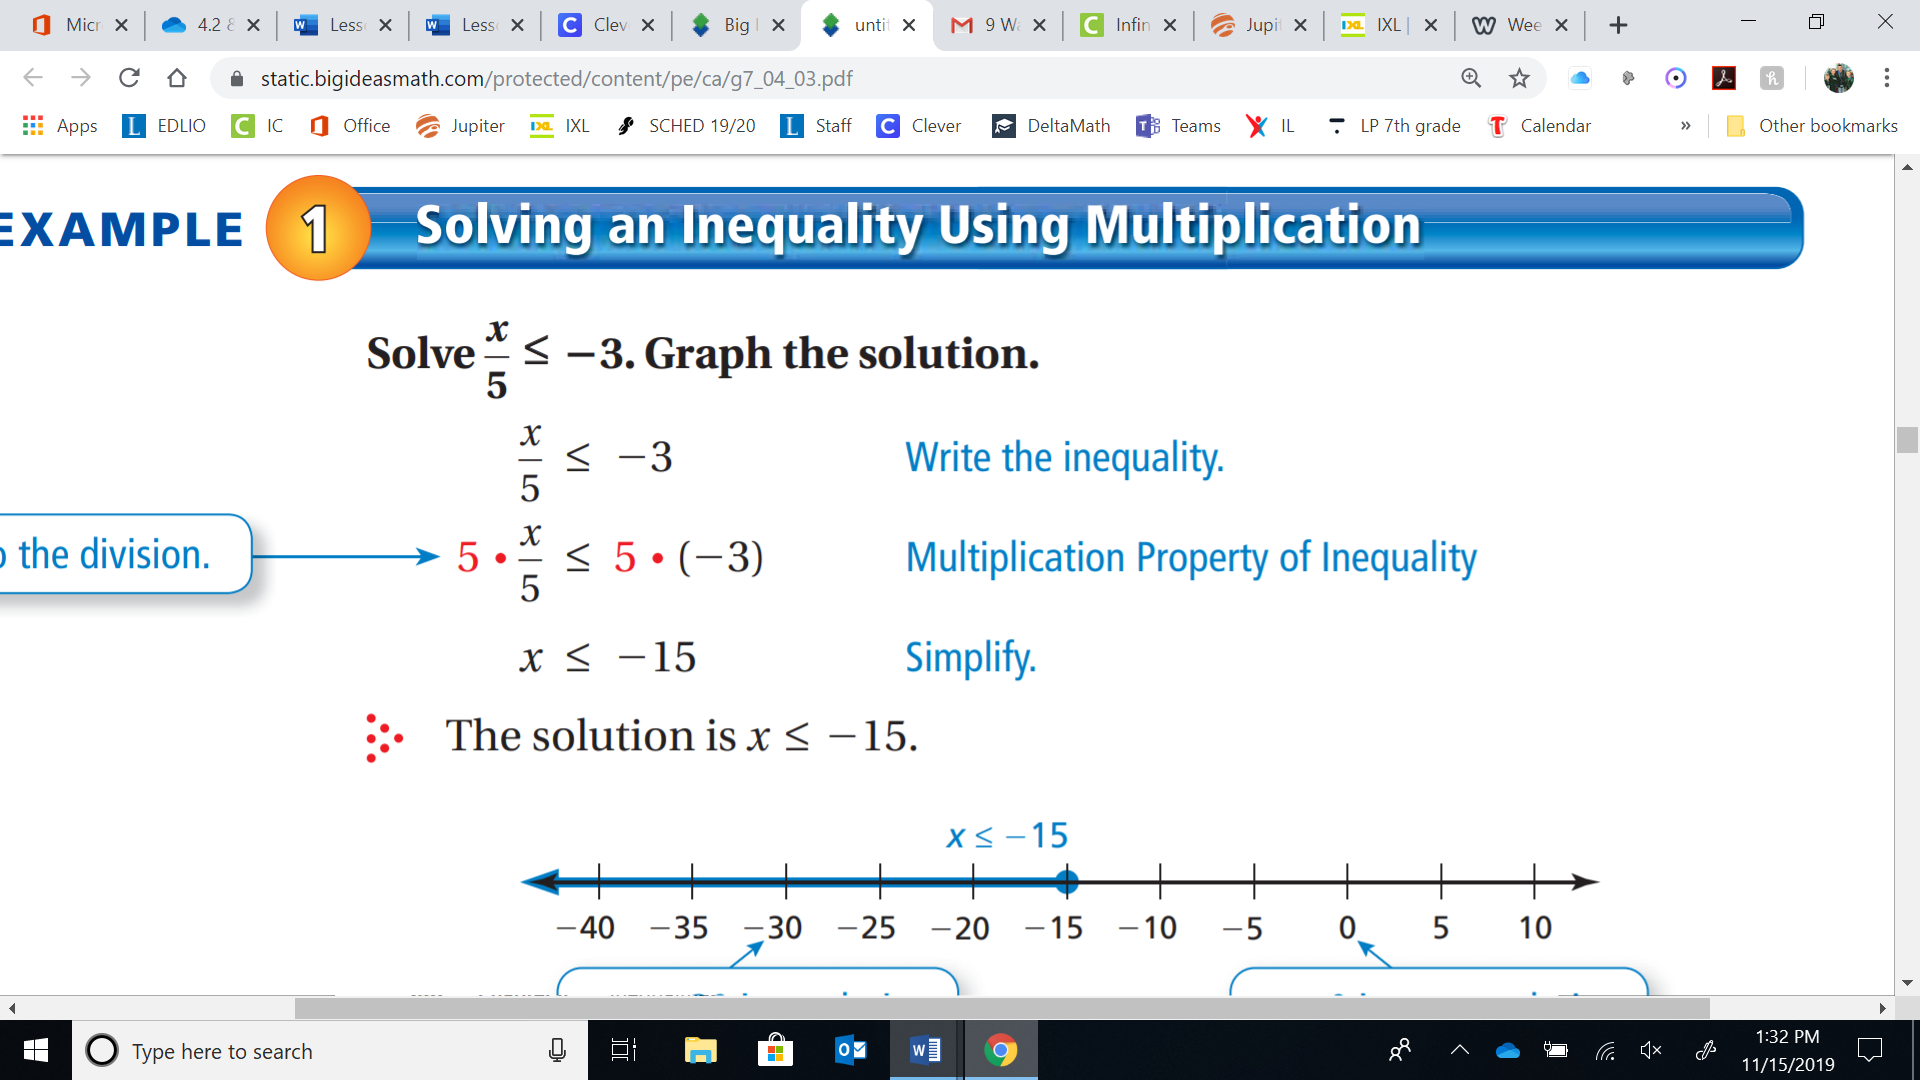 Micr
4.2 &
Less
Less
Clev
Big
unti
9 Wa
Infin
Jupit
IXL |
Wee
static.bigideasmath.com/protected/content/pe/ca/g7_04_03.pdf
Apps EDLIO IC Office Jupiter IXL SCHED 19/20 Staff Clever DeltaMath Teams IL LP 7th grade Calendar » Other bookmarks
EXAMPLE 1 Solving an Inequality Using Multiplication
Solve x/5 ≤ −3. Graph the solution.
x/5 ≤ −3 Write the inequality.
the division. 5 • x/5 ≤ 5 • (−3) Multiplication Property of Inequality
x ≤ −15 Simplify.
The solution is x ≤ −15.
x ≤ −15
−40 −35 −30 −25 −20 −15 −10 −5 0 5 10
Type here to search
1:32 PM
11/15/2019